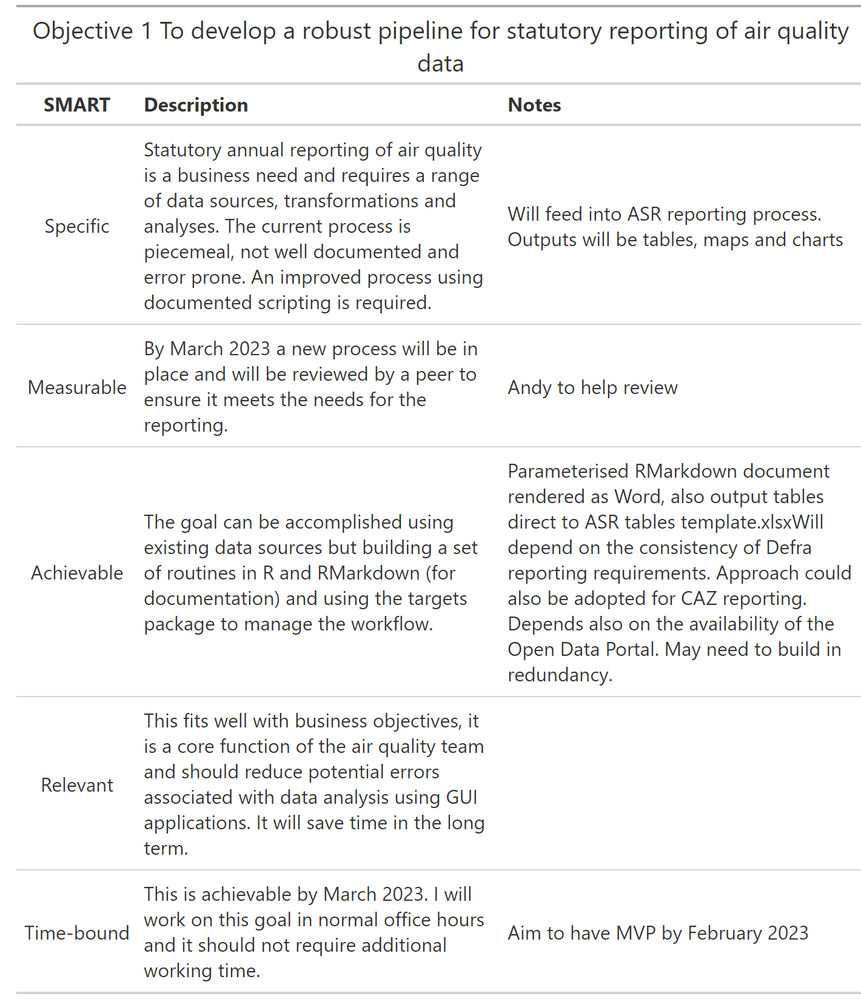 Objective 1 To develop a robust pipeline for statutory reporting of air quality
data
SMART
Description
Notes
Specific
Statutory annual reporting of air quality
is a business need and requires a range
of data sources, transformations and
analyses. The current process is
piecemeal, not well documented and
error prone. An improved process using
documented scripting is required.
Will feed into ASR reporting process.
Outputs will be tables, maps and charts
Measurable
By March 2023 a new process will be in
place and will be reviewed by a peer to
ensure it meets the needs for the
reporting.
Andy to help review
Achievable
The goal can be accomplished using
existing data sources but building a set
of routines in R and RMarkdown (for
documentation) and using the targets
package to manage the workflow.
Parameterised RMarkdown document
rendered as Word, also output tables
direct to ASR tables template.xlsxWill
depend on the consistency of Defra
reporting requirements. Approach could
also be adopted for CAZ reporting.
Depends also on the availability of the
Open Data Portal. May need to build in
redundancy.
Relevant
This fits well with business objectives, it
is a core function of the air quality team
and should reduce potential errors
associated with data analysis using GUI
applications. It will save time in the long
term.
Time-bound
This is achievable by March 2023. I will
work on this goal in normal office hours
and it should not require additional
working time.
Aim to have MVP by February 2023